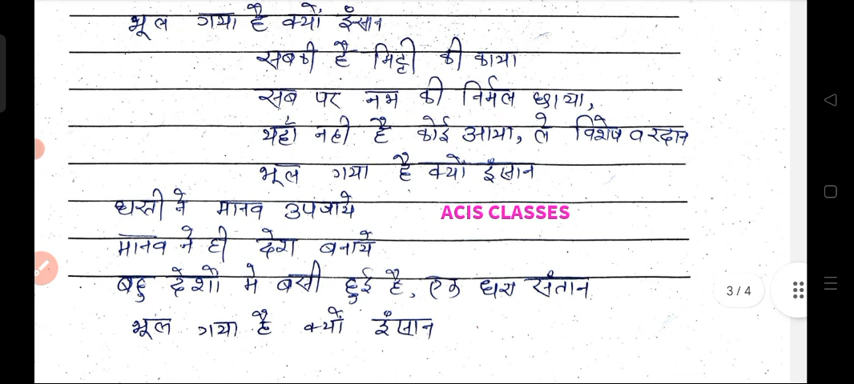 भूल गया है क्यों इंसान
सबकी है मिट्टी की काया
सब पर नभ की निर्मल छाया,
यहाँ नही है कोई आया, ले विशेष वरदान
भूल गया है क्यों इंसान
धरती ने मानव उपजाये
ACIS CLASSES
मानव ने ही देश बनाये
बहु देशों मे बसी हुई है, एक धरा संतान
3/4
भूल गया है क्यों इंसान